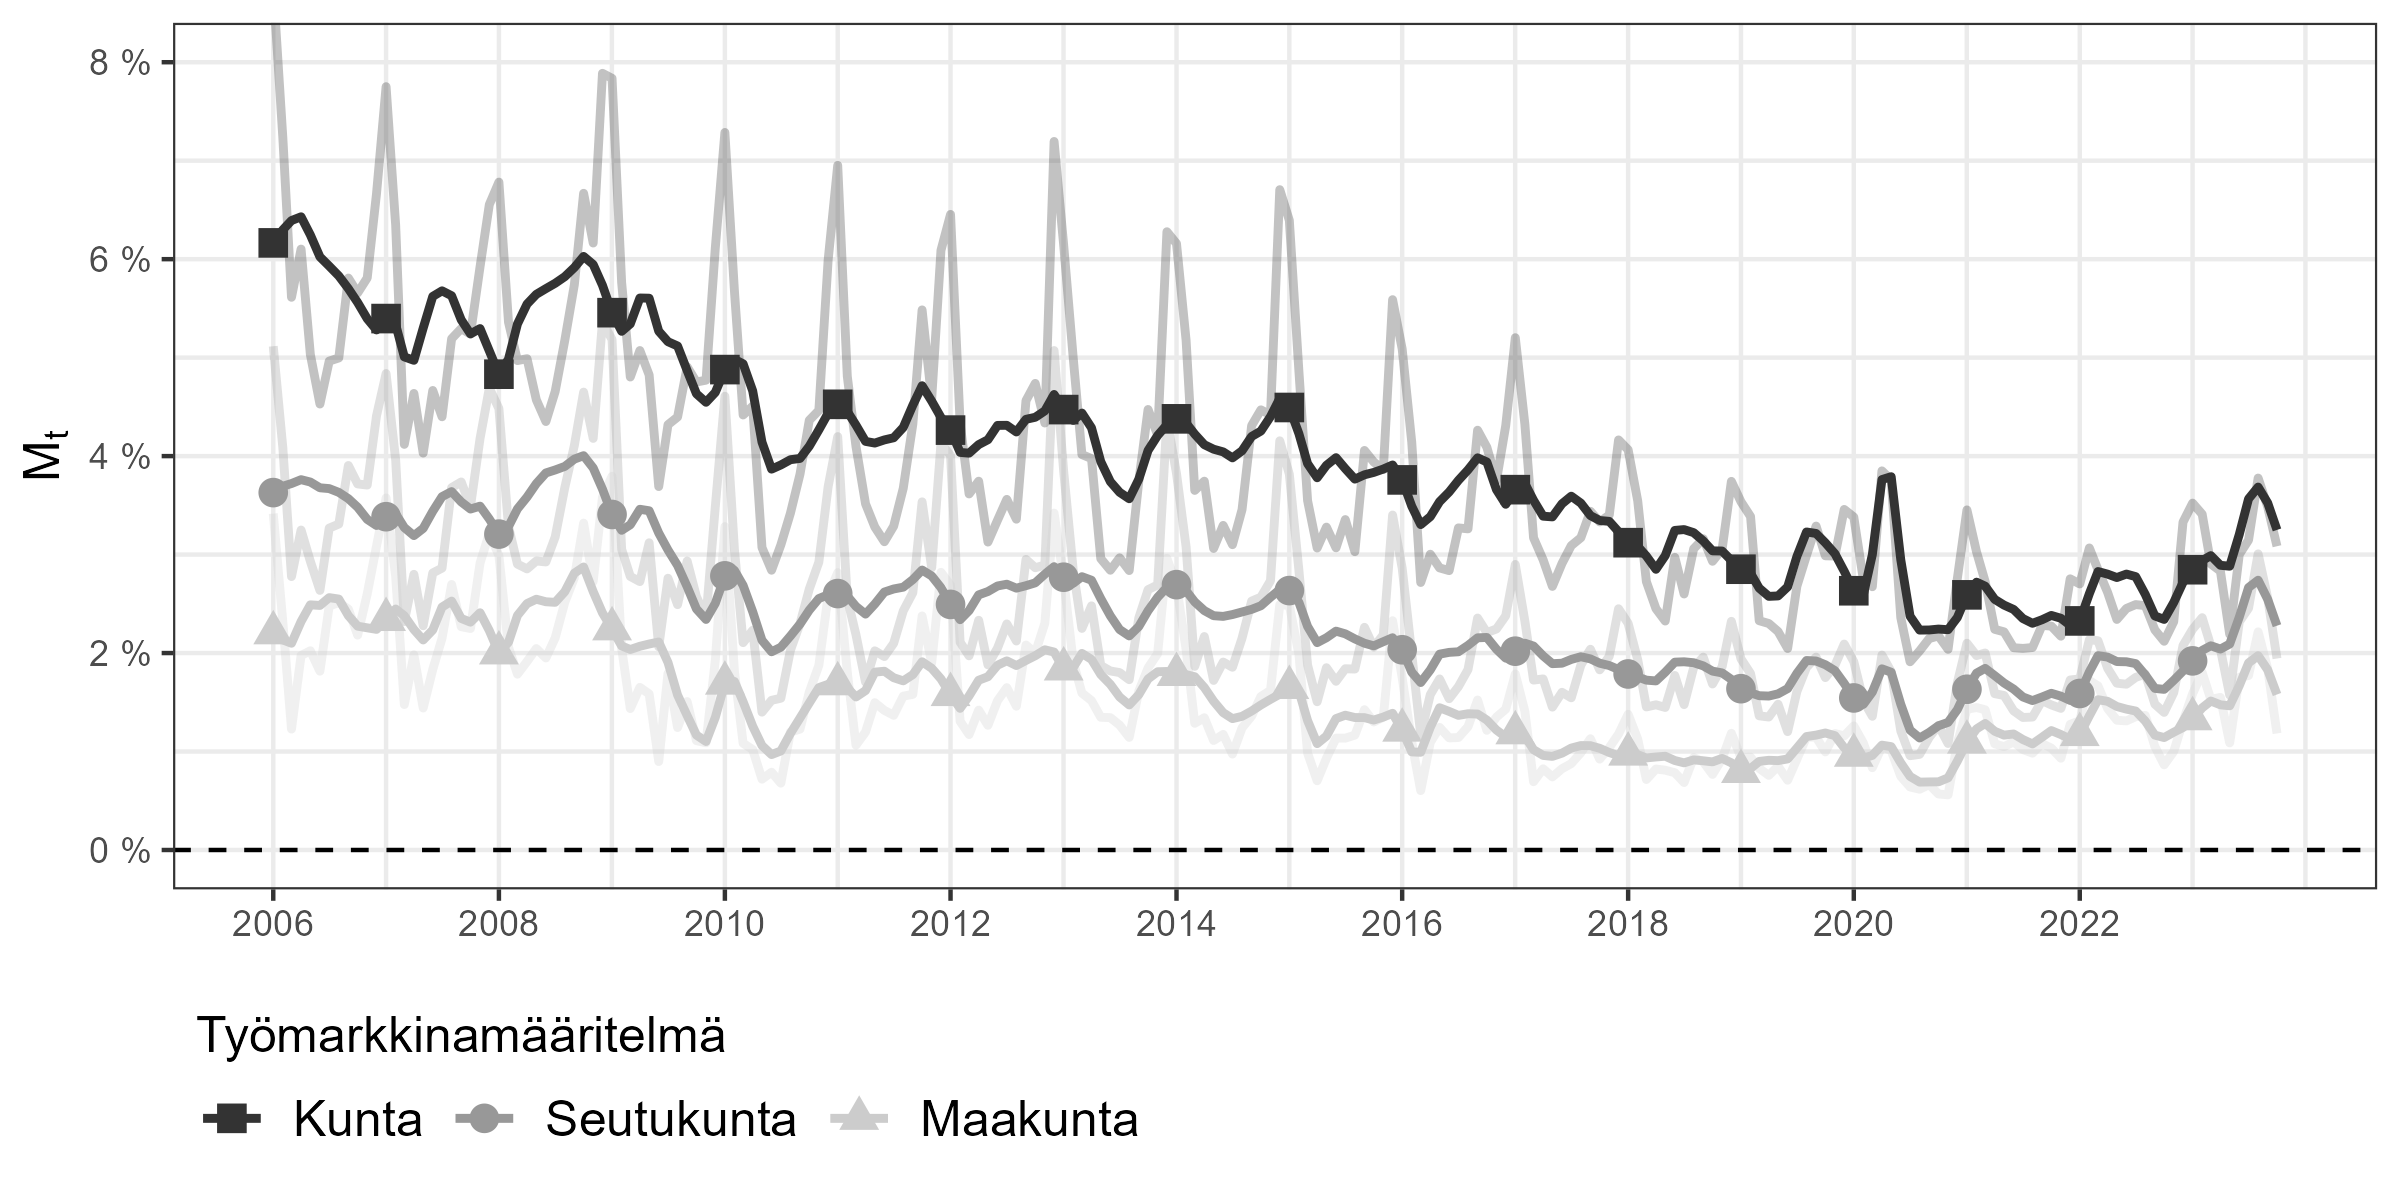 8 %
6 %
4 %
2 %
0 %
Mt
2006 2008 2010 2012 2014 2016 2018 2020 2022
Työmarkkinamääritelmä
Kunta Seutukunta Maakunta